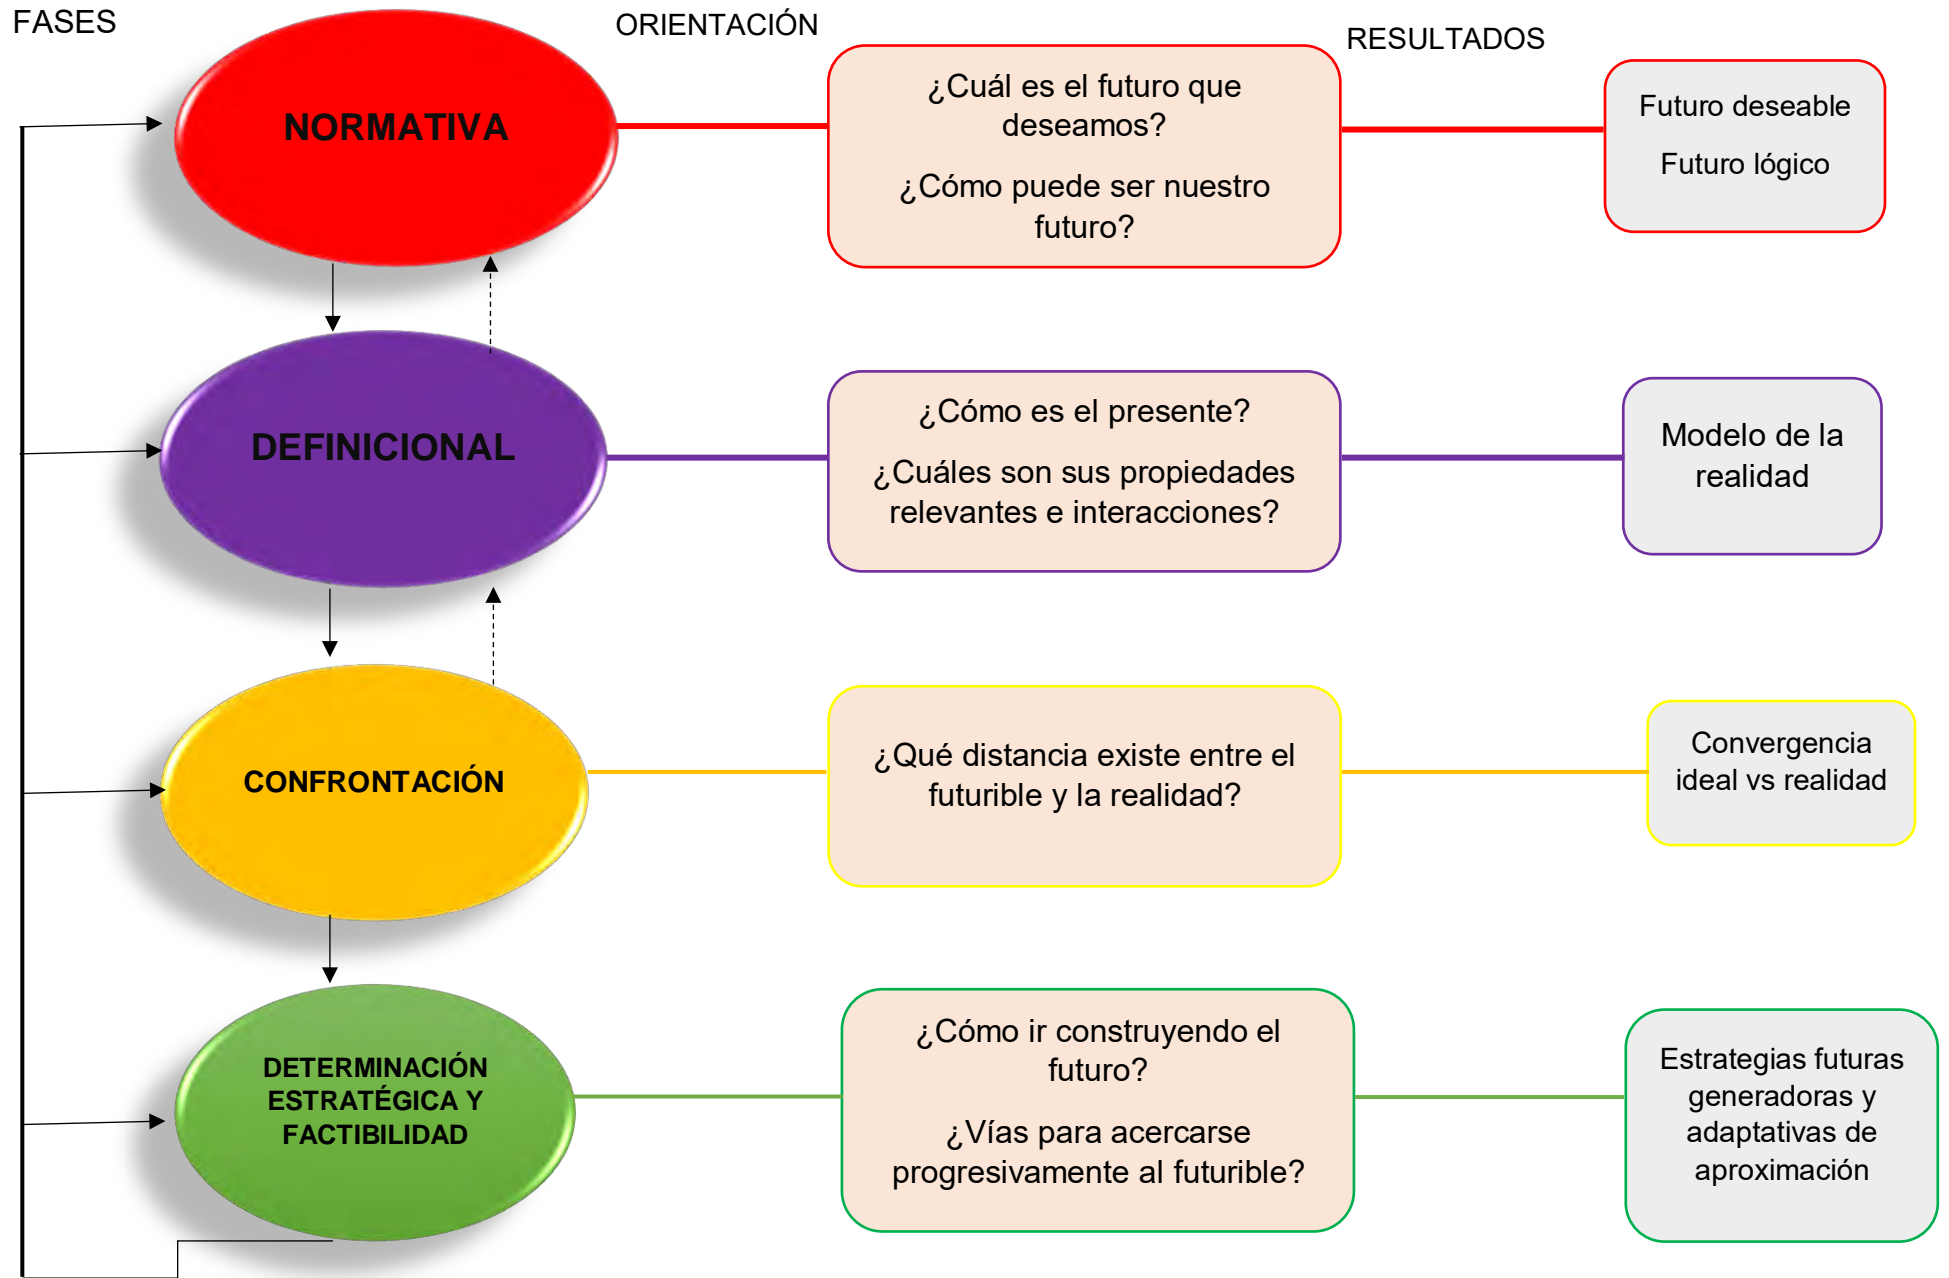 FASES
ORIENTACIÓN
RESULTADOS
NORMATIVA
¿Cuál es el futuro que
deseamos?
¿Cómo puede ser nuestro
futuro?
Futuro deseable
Futuro lógico
DEFINICIONAL
¿Cómo es el presente?
¿Cuáles son sus propiedades
relevantes e interacciones?
Modelo de la
realidad
CONFRONTACIÓN
¿Qué distancia existe entre el
futurible y la realidad?
Convergencia
ideal vs realidad
DETERMINACIÓN
ESTRATÉGICA Y
FACTIBILIDAD
¿Cómo ir construyendo el
futuro?
¿Vías para acercarse
progresivamente al futurible?
Estrategias futuras
generadoras y
adaptativas de
aproximación